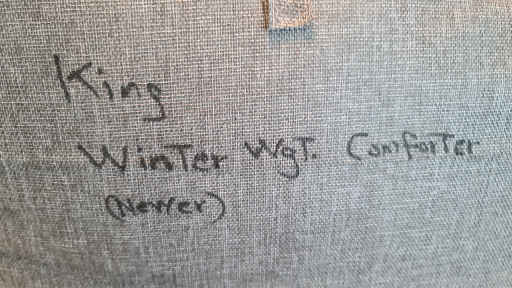 King
Winter Wgt. Comforter
(Newer)